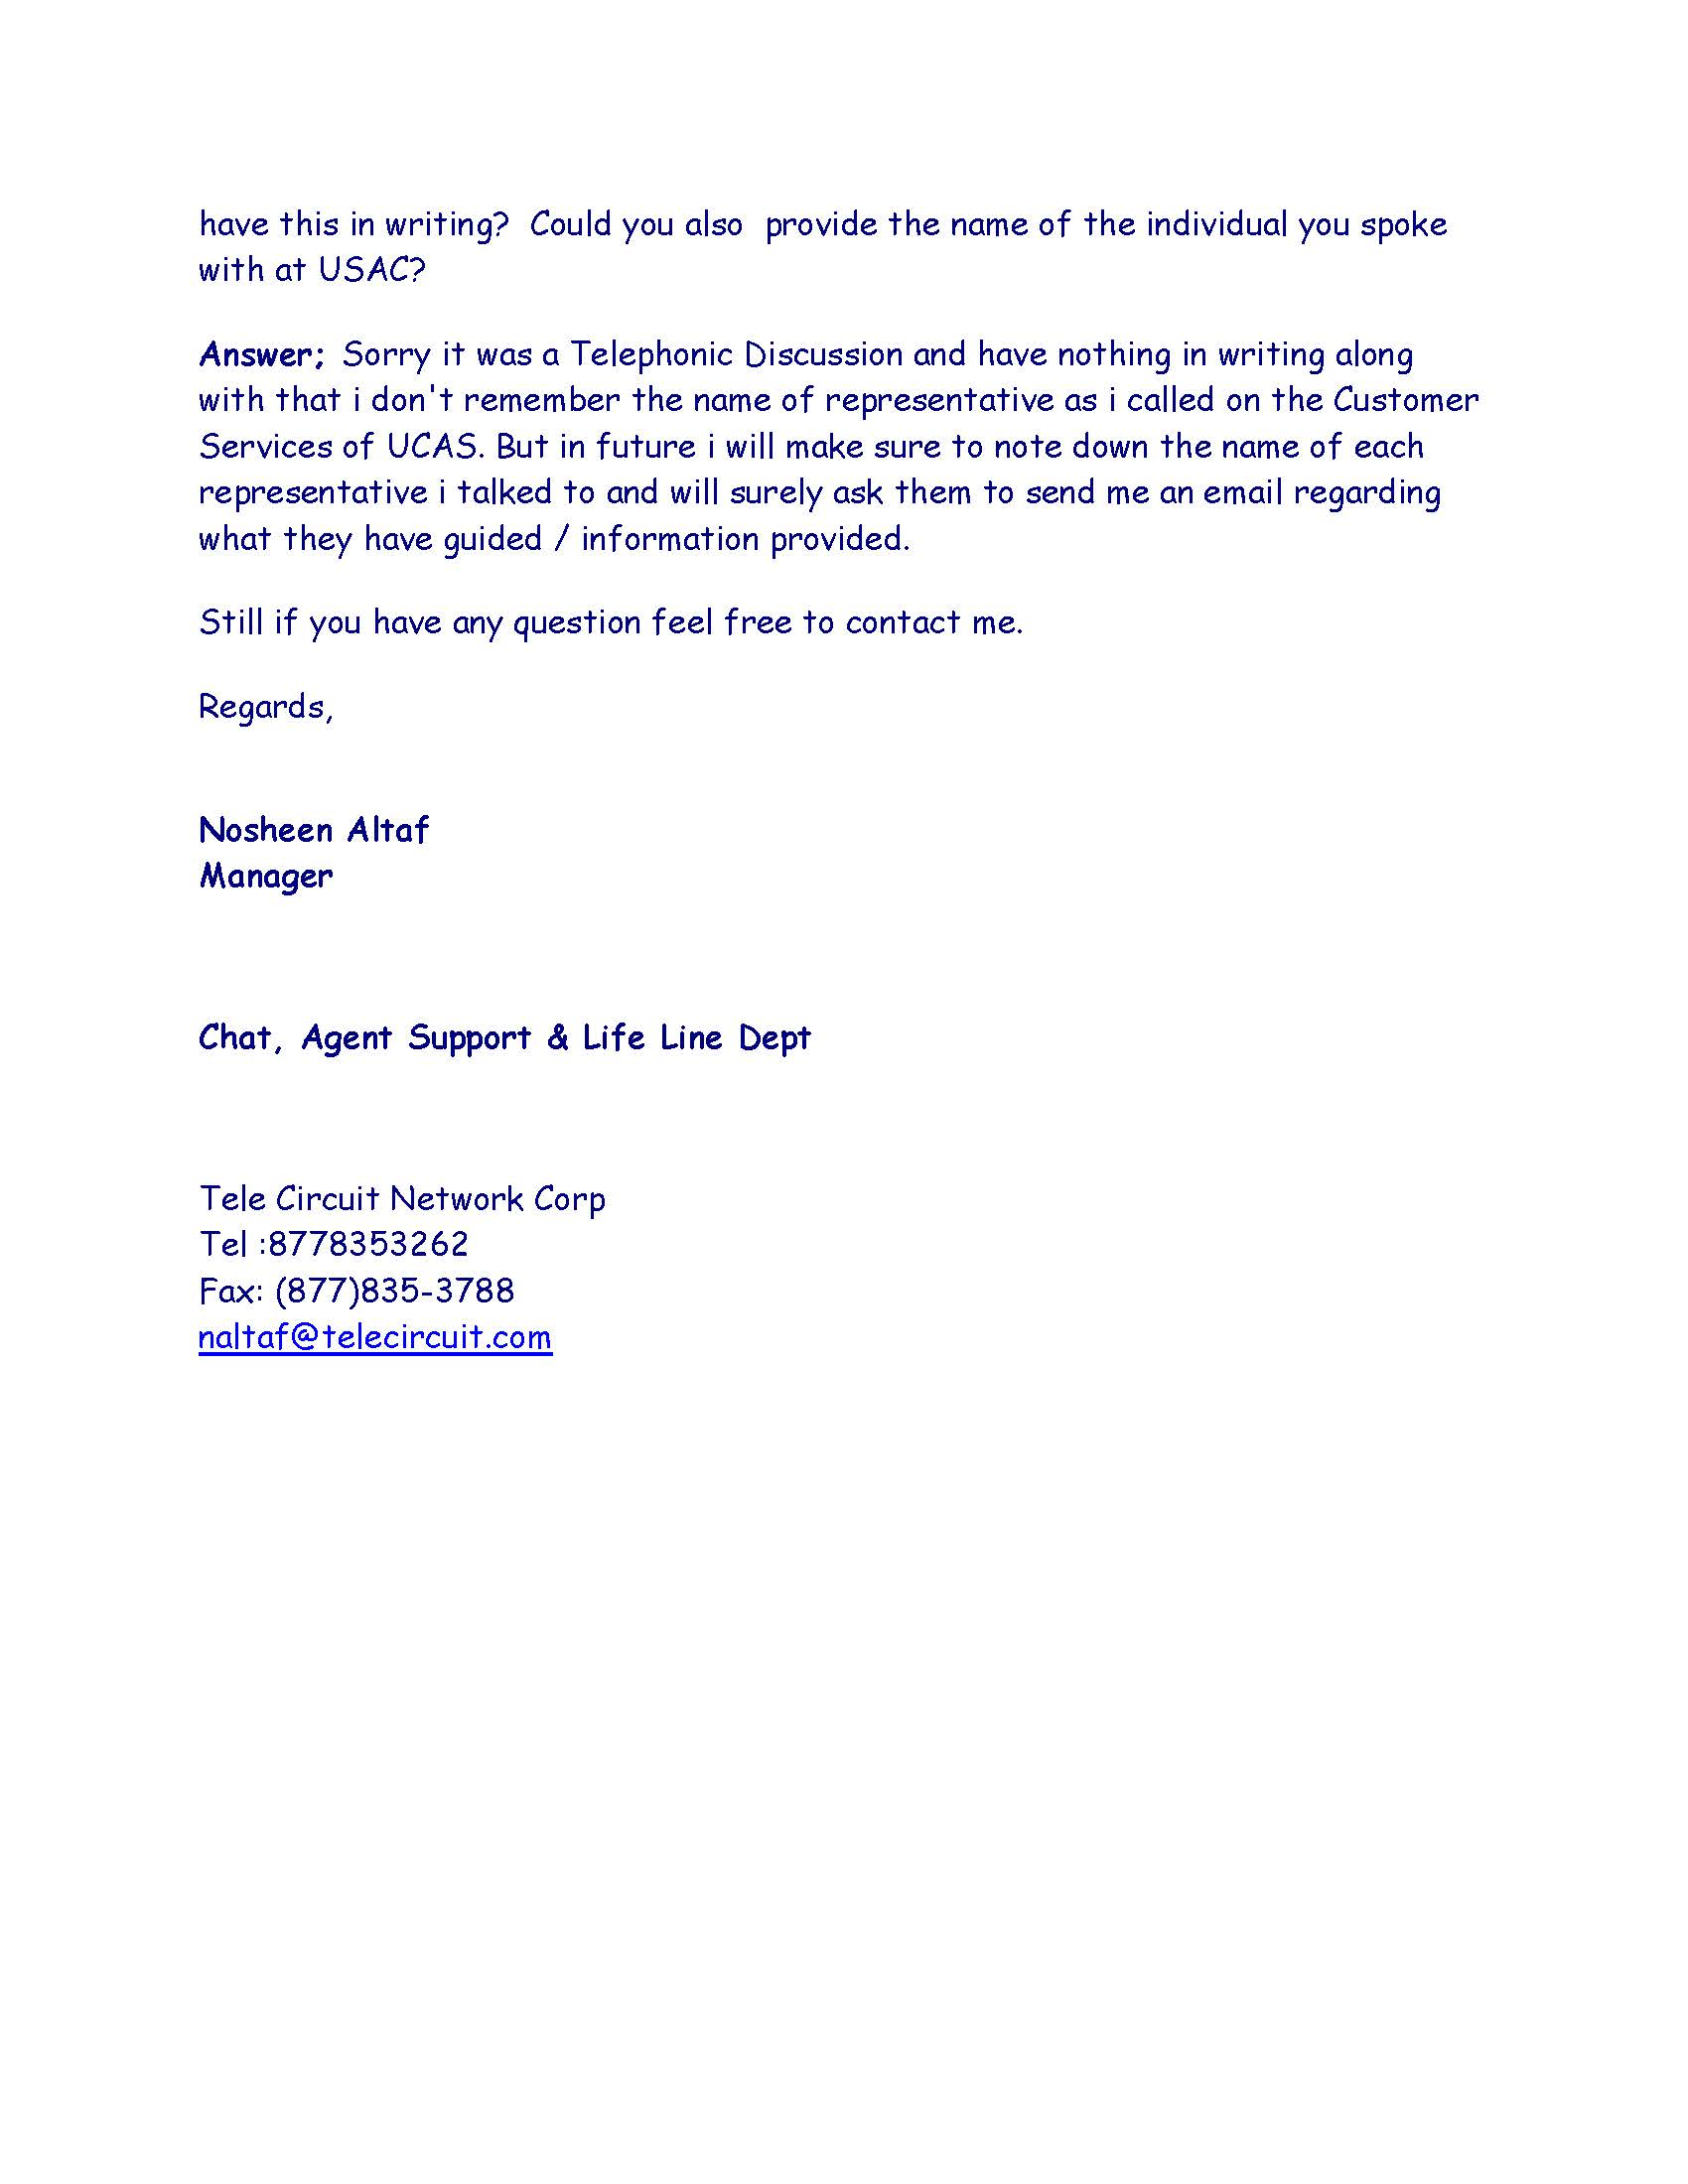 have this in writing?  Could you also  provide the name of the individual you spoke
with at USAC?
Answer;  Sorry it was a Telephonic Discussion and have nothing in writing along
with that i don't remember the name of representative as i called on the Customer
Services of UCAS. But in future i will make sure to note down the name of each
representative i talked to and will surely ask them to send me an email regarding
what they have guided / information provided.
Still if you have any question feel free to contact me.
Regards,
Nosheen Altaf
Manager
Chat, Agent Support & Life Line Dept
Tele Circuit Network Corp
Tel :8778353262
Fax: (877)835-3788
naltaf@telecircuit.com